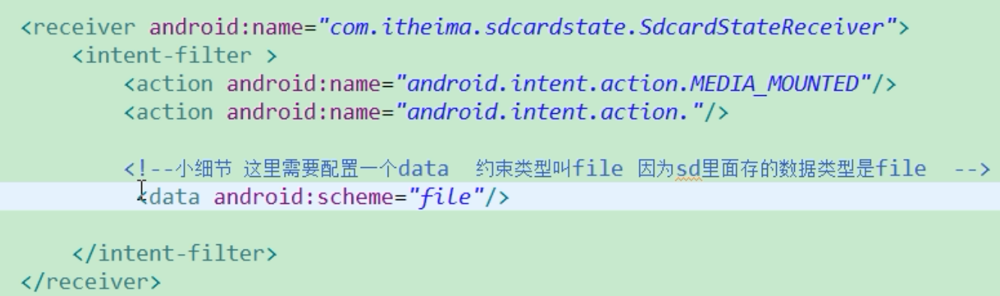 <receiver android:name="com.itheima.sdcardstate.SdcardStateReceiver">
<intent-filter >
<action android:name="android.intent.action.MEDIA_MOUNTED"/>
<action android:name="android.intent.action."/>
<!--小细节 这里需要配置一个data  约束类型叫file 因为sd里面存的数据类型是file  -->
<data android:scheme="file"/>
</intent-filter>
</receiver>